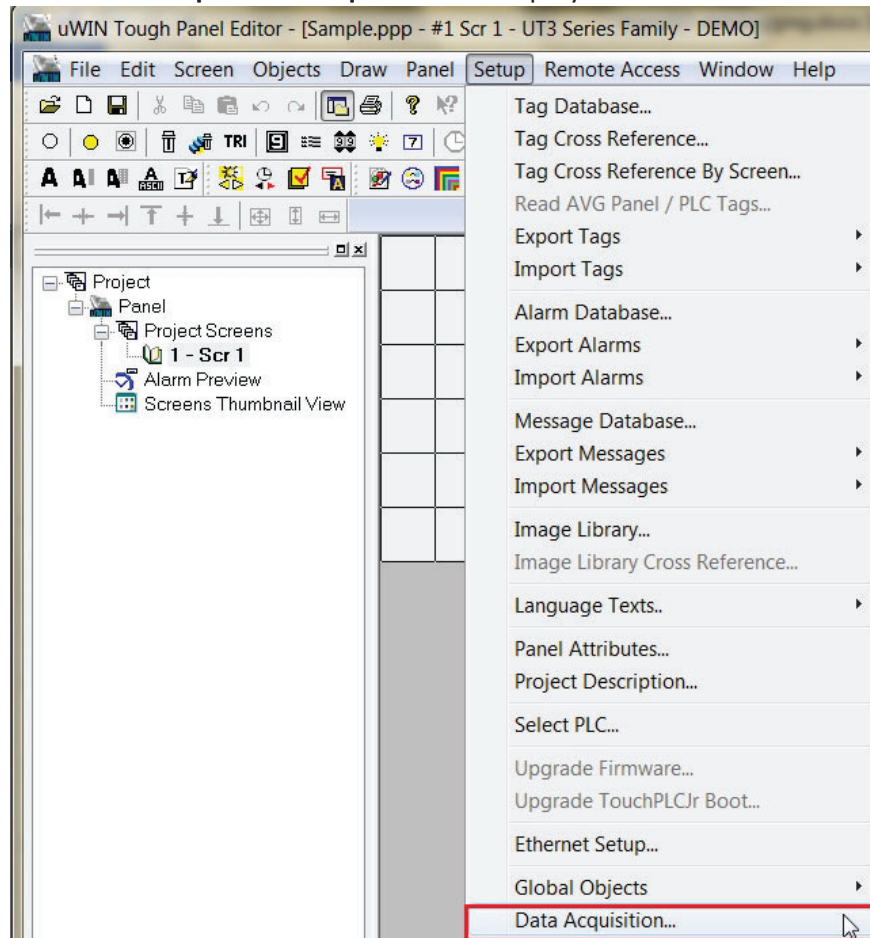 uWIN Tough Panel Editor - [Sample.ppp - #1 Scr 1 - UT3 Series Family - DEMO]
File Edit Screen Objects Draw Panel Setup Remote Access Window Help
TRI
ASCII
Project
Panel
Project Screens
1 - Scr 1
Alarm Preview
Screens Thumbnail View
Tag Database...
Tag Cross Reference...
Tag Cross Reference By Screen...
Read AVG Panel / PLC Tags...
Export Tags
Import Tags
Alarm Database...
Export Alarms
Import Alarms
Message Database...
Export Messages
Import Messages
Image Library...
Image Library Cross Reference...
Language Texts..
Panel Attributes...
Project Description...
Select PLC...
Upgrade Firmware...
Upgrade TouchPLCJr Boot...
Ethernet Setup...
Global Objects
Data Acquisition...